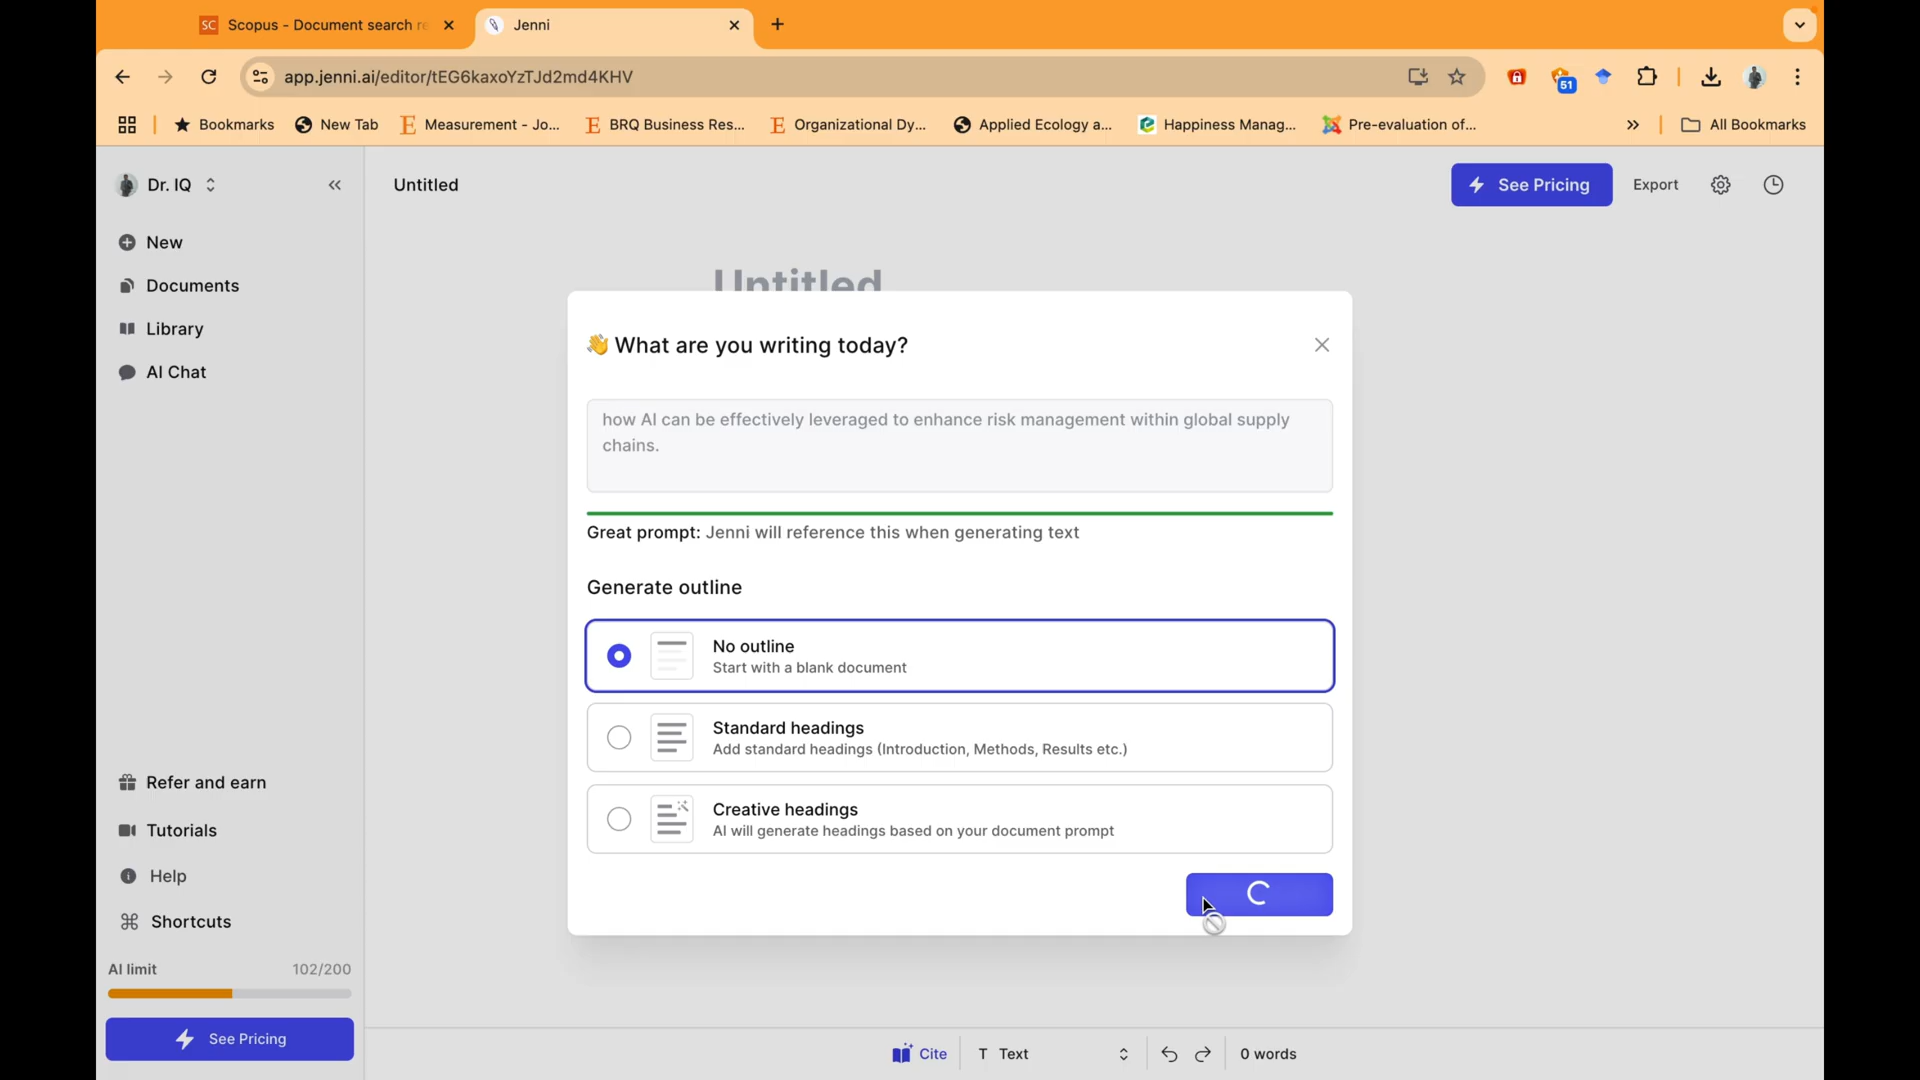 SC Scopus - Document search re
Jenni
app.jenni.ai/editor/tEG6kaxoYzTJd2md4KHV
51
Bookmarks
New Tab
Measurement - Jo...
BRQ Business Res...
Organizational Dy...
Applied Ecology a...
Happiness Manag...
Pre-evaluation of...
All Bookmarks
Dr. IQ
Untitled
See Pricing
Export
New
Documents
Library
AI Chat
Untitled
👋 What are you writing today?
how AI can be effectively leveraged to enhance risk management within global supply
chains.
Great prompt: Jenni will reference this when generating text
Generate outline
No outline
Start with a blank document
Standard headings
Add standard headings (Introduction, Methods, Results etc.)
Creative headings
AI will generate headings based on your document prompt
Refer and earn
Tutorials
Help
Shortcuts
AI limit 102/200
See Pricing
Cite
T Text
0 words